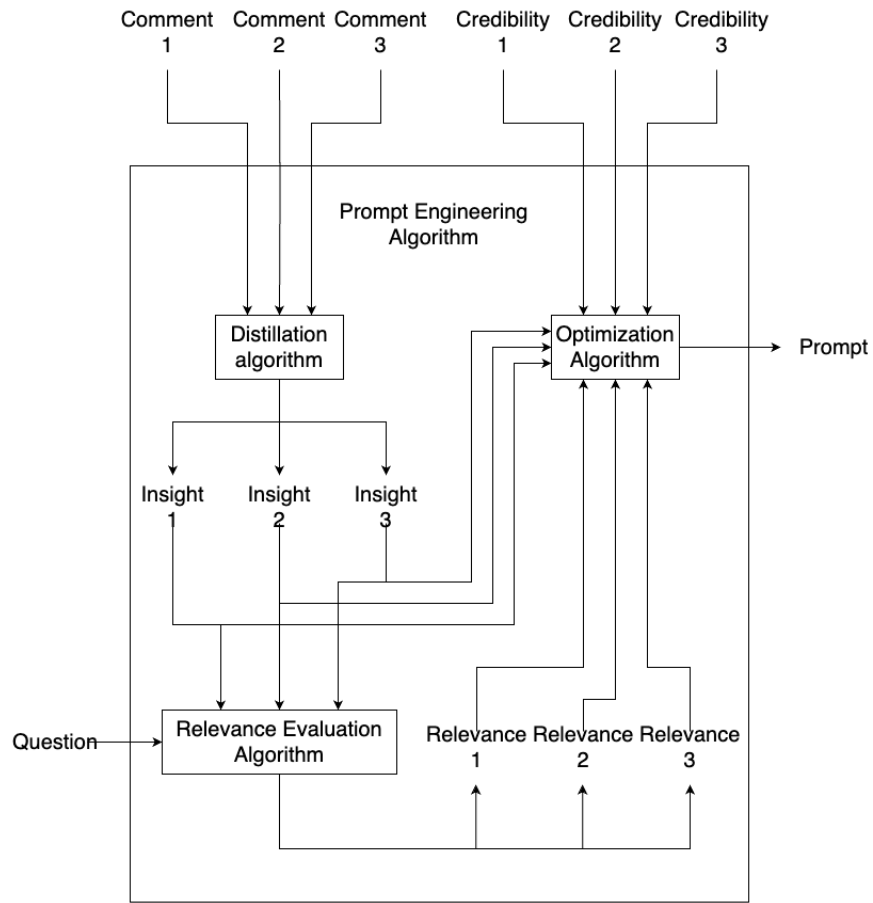 Comment Comment Comment Credibility Credibility Credibility
1 2 3 1 2 3
Prompt Engineering
Algorithm
Distillation
algorithm
Optimization
Algorithm
Prompt
Insight Insight Insight
1 2 3
Question
Relevance Evaluation
Algorithm
Relevance Relevance Relevance
1 2 3